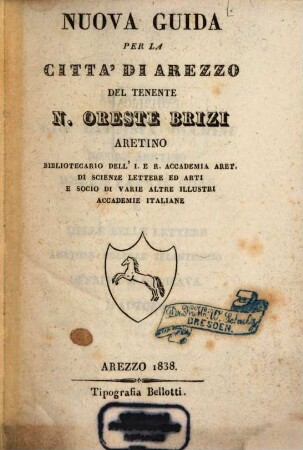 NUOVA GUIDA
PER LA
CITTA' DI AREZZO
DEL TENENTE
N. ORESTE BRIZI
ARETINO
BIBLIOTECARIO DELL' I. E R. ACCADEMIA ARET.
DI SCIENZE LETTERE ED ARTI
E SOCIO DI VARIE ALTRE ILLUSTRI
ACCADEMIE ITALIANE
DRESDEN.
AREZZO 1838.
Tipografia Bellotti.